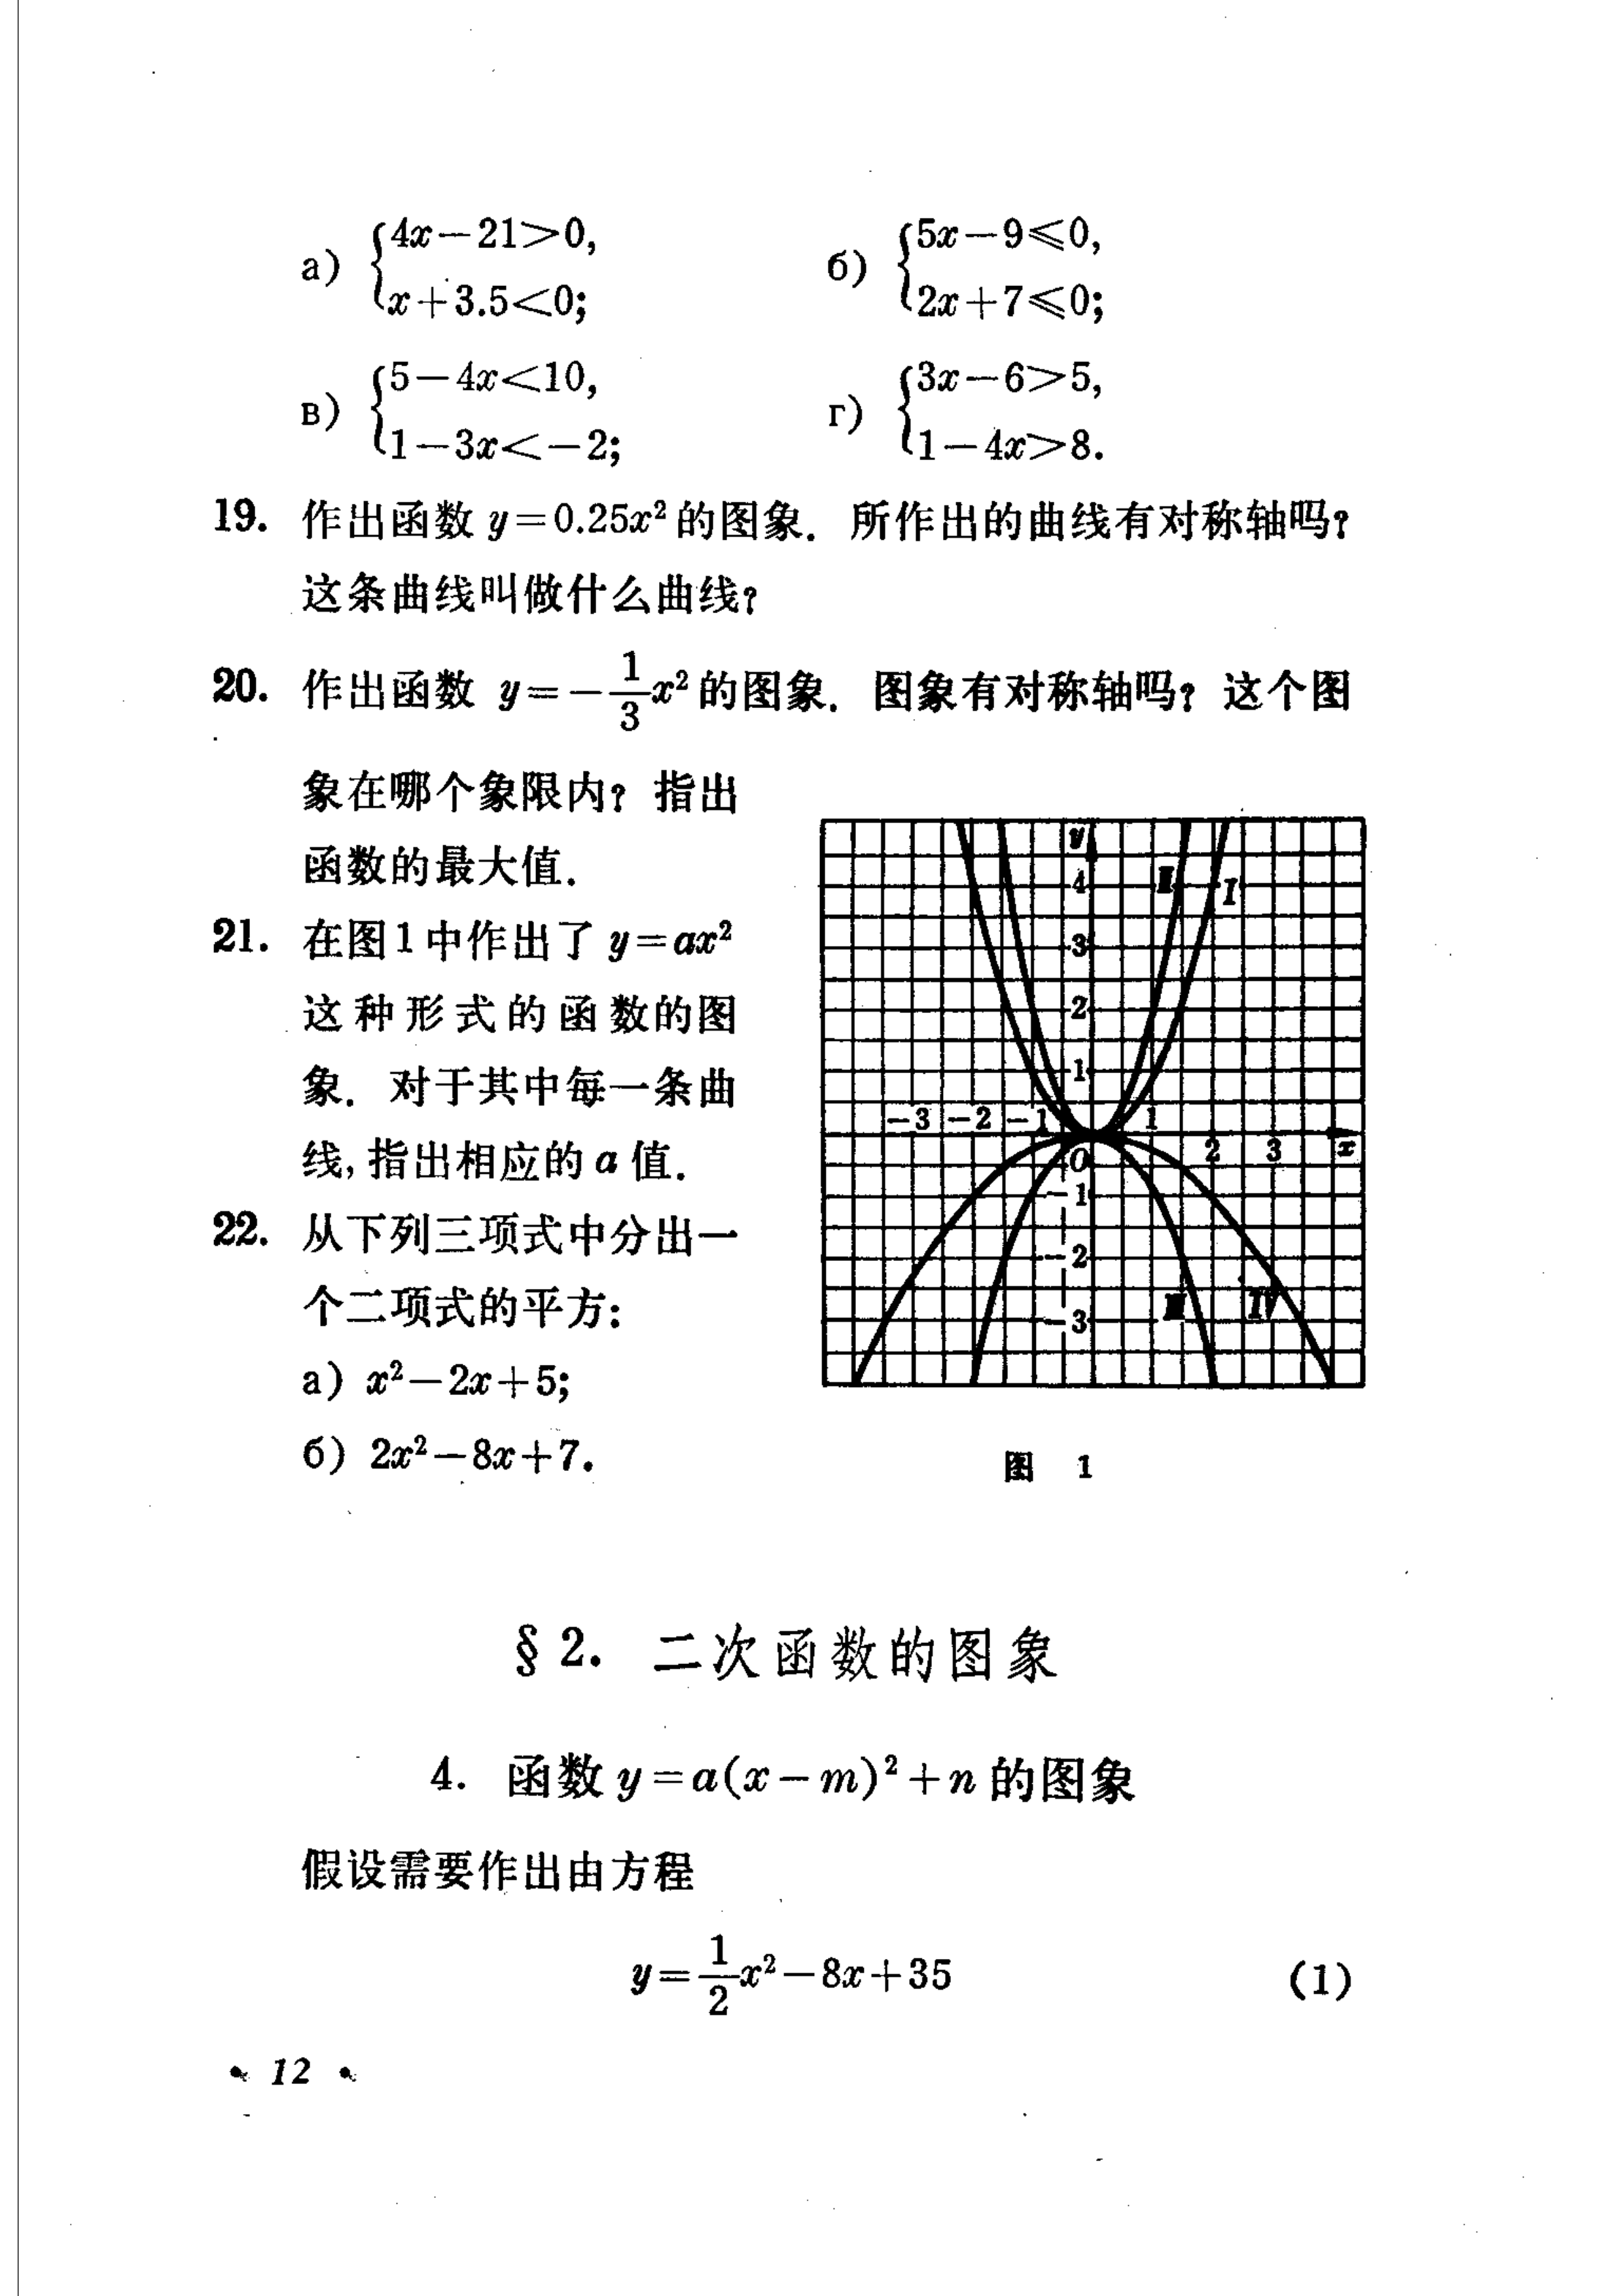 а) {4x-21>0, б) {5x-9≤0,
x+3.5<0; 2x+7≤0;
в) {5-4x<10, г) {3x-6>5,
1-3x<-2; 1-4x>8.
19. 作出函数 y=0.25x²的图象. 所作出的曲线有对称轴吗?
这条曲线叫做什么曲线?
20. 作出函数 y=-1/3x²的图象. 图象有对称轴吗? 这个图
象在哪个象限内? 指出
函数的最大值.
21. 在图1中作出了 y=ax²
这种形式的函数的图
象. 对于其中每一条曲
线, 指出相应的 a 值.
22. 从下列三项式中分出一
个二项式的平方:
а) x²-2x+5;
б) 2x²-8x+7.
y
4 II I
3
2
1
-3 -2 -1 1
O 2 3 x
-1
-2
-3 III IV
图 1
§2. 二次函数的图象
4. 函数 y=a(x-m)²+n 的图象
假设需要作出由方程
y=1/2x²-8x+35 (1)
• 12 •